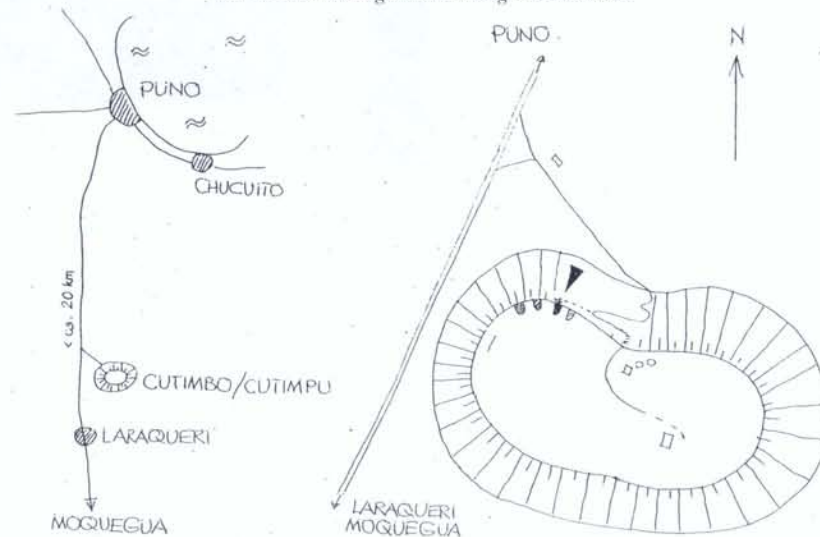 PUNO
CHUCUITO
< ca. 20 km
CUTIMBO/CUTIMPU
LARAQUERI
MOQUEGUA
PUNO
N
LARAQUERI
MOQUEGUA